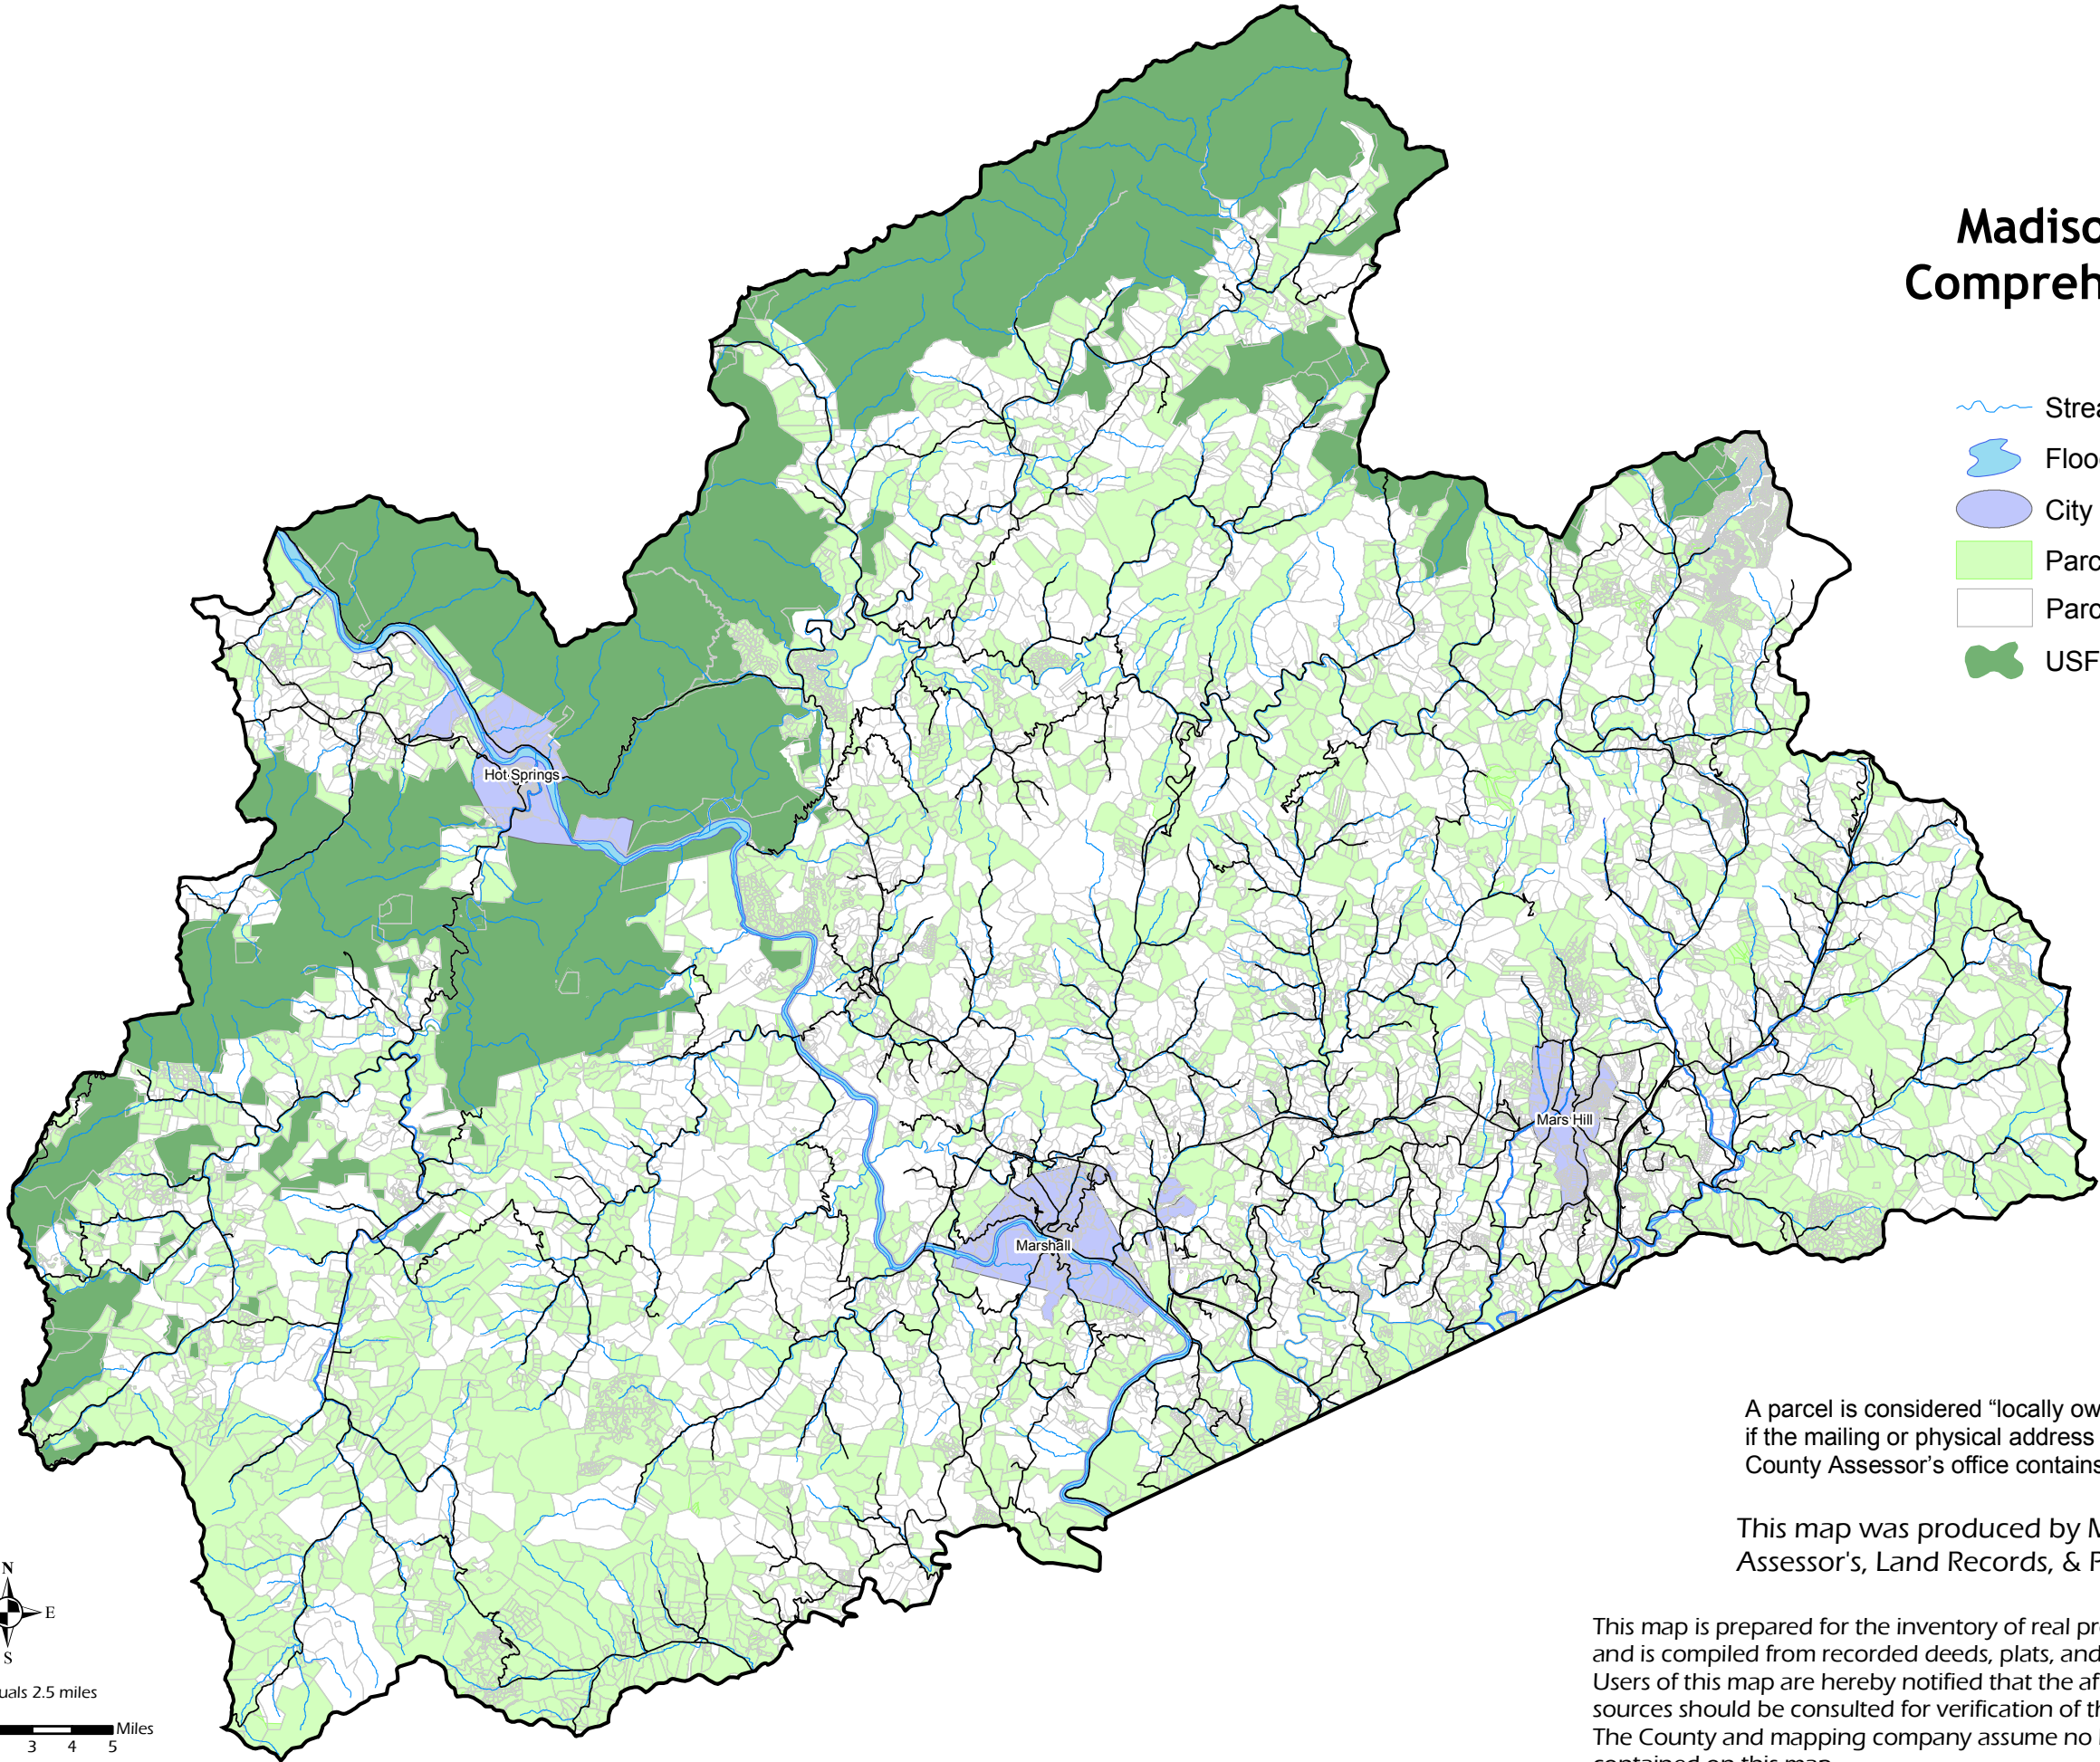 Madiso
Compreh
Strea
Floo
City
Parc
Parc
USF
Hot Springs
Mars Hill
Marshall
A parcel is considered “locally ow
if the mailing or physical address
County Assessor’s office contains
This map was produced by M
Assessor's, Land Records, & P
This map is prepared for the inventory of real pr
and is compiled from recorded deeds, plats, and
Users of this map are hereby notified that the af
sources should be consulted for verification of th
The County and mapping company assume no l
contained on this map
N
E
S
uals 2.5 miles
Miles
3 4 5